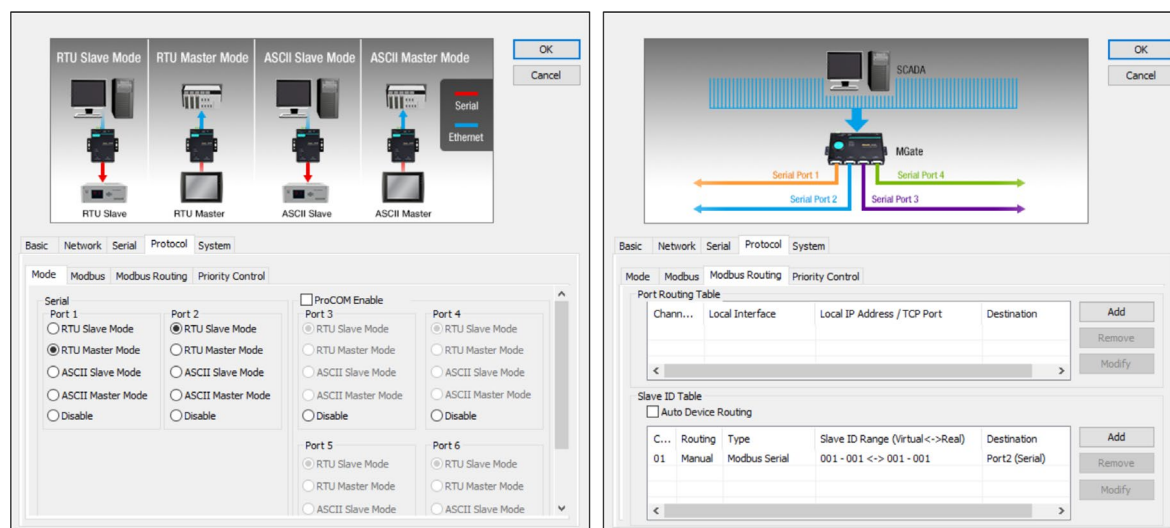 RTU Slave Mode RTU Master Mode ASCII Slave Mode ASCII Master Mode
Serial
Ethernet
RTU Slave RTU Master ASCII Slave ASCII Master
OK
Cancel
Basic Network Serial Protocol System
Mode Modbus Modbus Routing Priority Control
Serial
ProCOM Enable
Port 1 Port 2 Port 3 Port 4
RTU Slave Mode RTU Slave Mode RTU Slave Mode RTU Slave Mode
RTU Master Mode RTU Master Mode RTU Master Mode RTU Master Mode
ASCII Slave Mode ASCII Slave Mode ASCII Slave Mode ASCII Slave Mode
ASCII Master Mode ASCII Master Mode ASCII Master Mode ASCII Master Mode
Disable Disable Disable Disable
Port 5 Port 6
RTU Slave Mode RTU Slave Mode
RTU Master Mode RTU Master Mode
ASCII Slave Mode ASCII Slave Mode
SCADA
MGate
Serial Port 1 Serial Port 4
Serial Port 2 Serial Port 3
OK
Cancel
Basic Network Serial Protocol System
Mode Modbus Modbus Routing Priority Control
Port Routing Table
Chann... Local Interface Local IP Address / TCP Port Destination
Add
Remove
Modify
Slave ID Table
Auto Device Routing
C... Routing Type Slave ID Range (Virtual<->Real) Destination
01 Manual Modbus Serial 001 - 001 <-> 001 - 001 Port2 (Serial)
Add
Remove
Modify